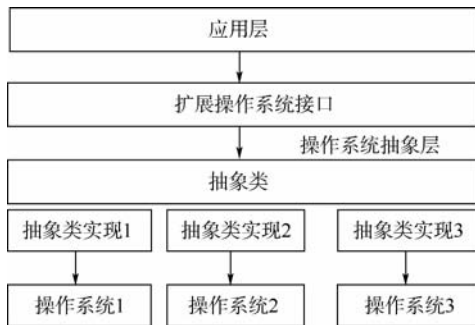 应用层
扩展操作系统接口
操作系统抽象层
抽象类
抽象类实现1 抽象类实现2 抽象类实现3
操作系统1 操作系统2 操作系统3